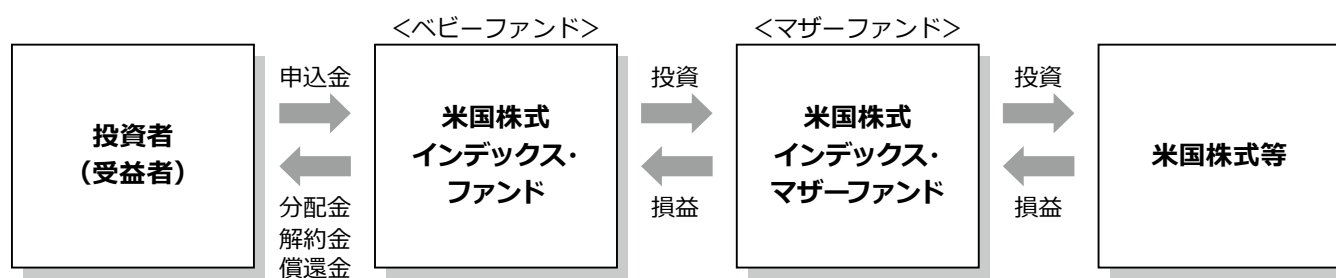 <ベビーファンド>
<マザーファンド>
投資者
（受益者）
申込金
分配金
解約金
償還金
米国株式
インデックス・
ファンド
投資
損益
米国株式
インデックス・
マザーファンド
投資
損益
米国株式等